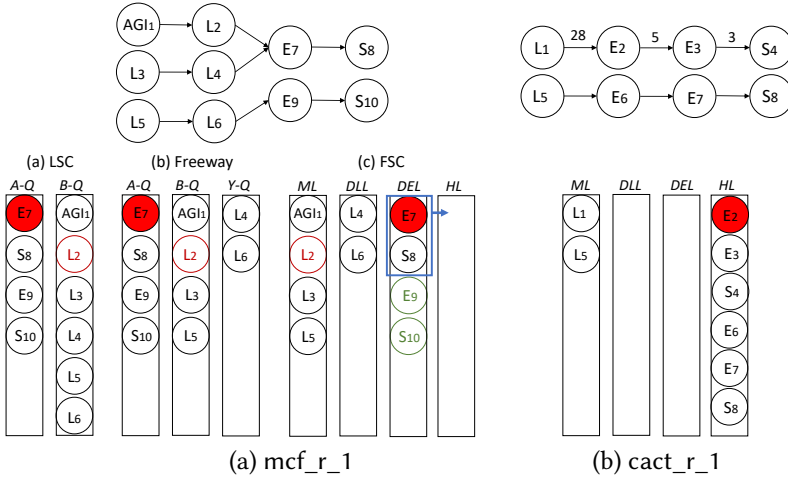 AGI1 L2 E7 S8
L3 L4
L5 L6 E9 S10
L1 28 E2 5 E3 3 S4
L5 E6 E7 S8
(a) LSC (b) Freeway (c) FSC
A-Q B-Q A-Q B-Q Y-Q ML DLL DEL HL ML DLL DEL HL
E7 AGI1 E7 AGI1 L4 AGI1 L4 E7 L1 E2
S8 L2 S8 L2 L6 L2 L6 S8 L5 E3
E9 L3 E9 L3 L3 E9 S4
S10 L4 S10 L5 L5 S10 E6
L5 E7
L6 S8
(a) mcf_r_1 (b) cact_r_1